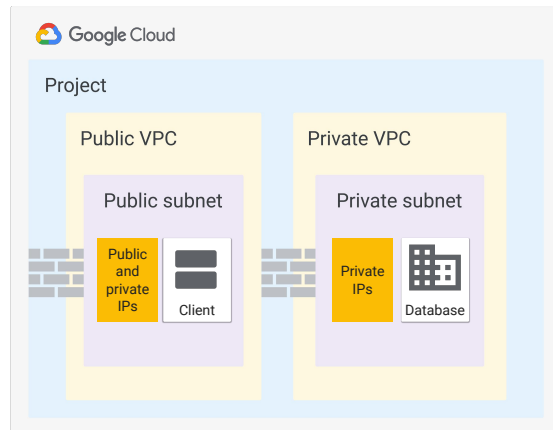 Google Cloud
Project
Public VPC
Private VPC
Public subnet
Private subnet
Public
and
private
IPs
Client
Private
IPs
Database